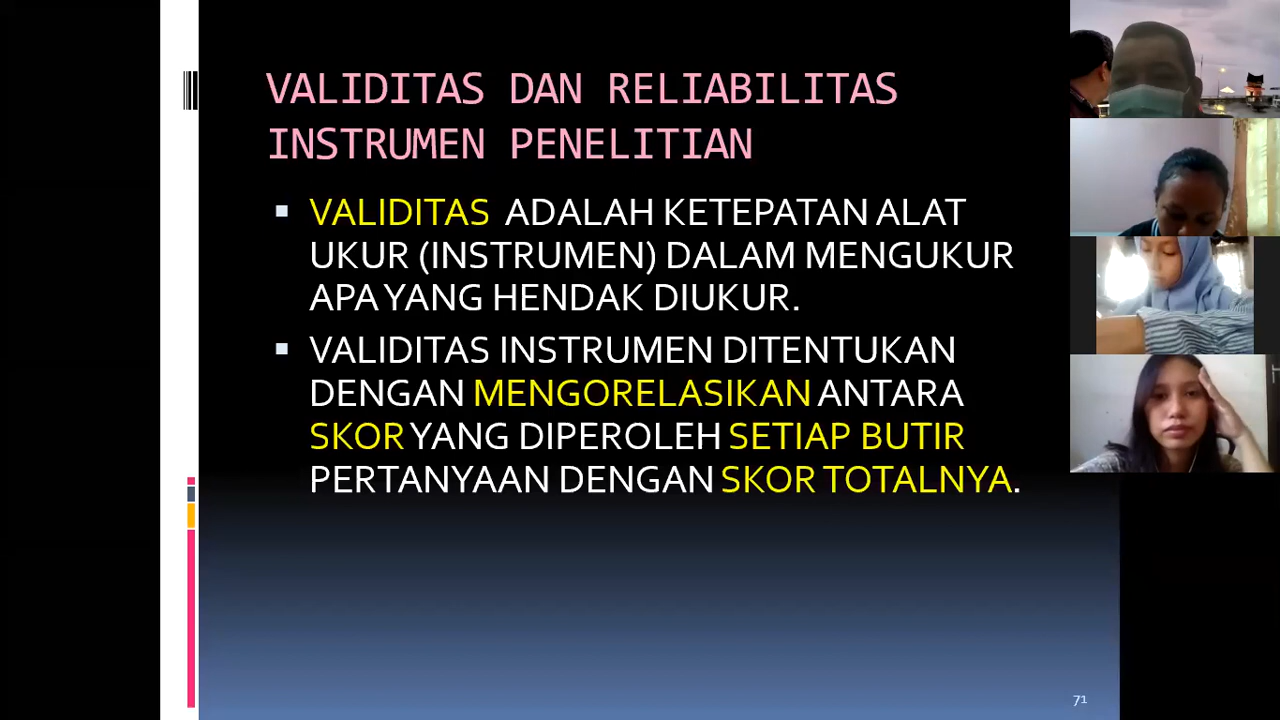 VALIDITAS DAN RELIABILITAS
INSTRUMEN PENELITIAN
VALIDITAS ADALAH KETEPATAN ALAT
UKUR (INSTRUMEN) DALAM MENGUKUR
APA YANG HENDAK DIUKUR.
VALIDITAS INSTRUMEN DITENTUKAN
DENGAN MENGORELASIKAN ANTARA
SKOR YANG DIPEROLEH SETIAP BUTIR
PERTANYAAN DENGAN SKOR TOTALNYA.
71